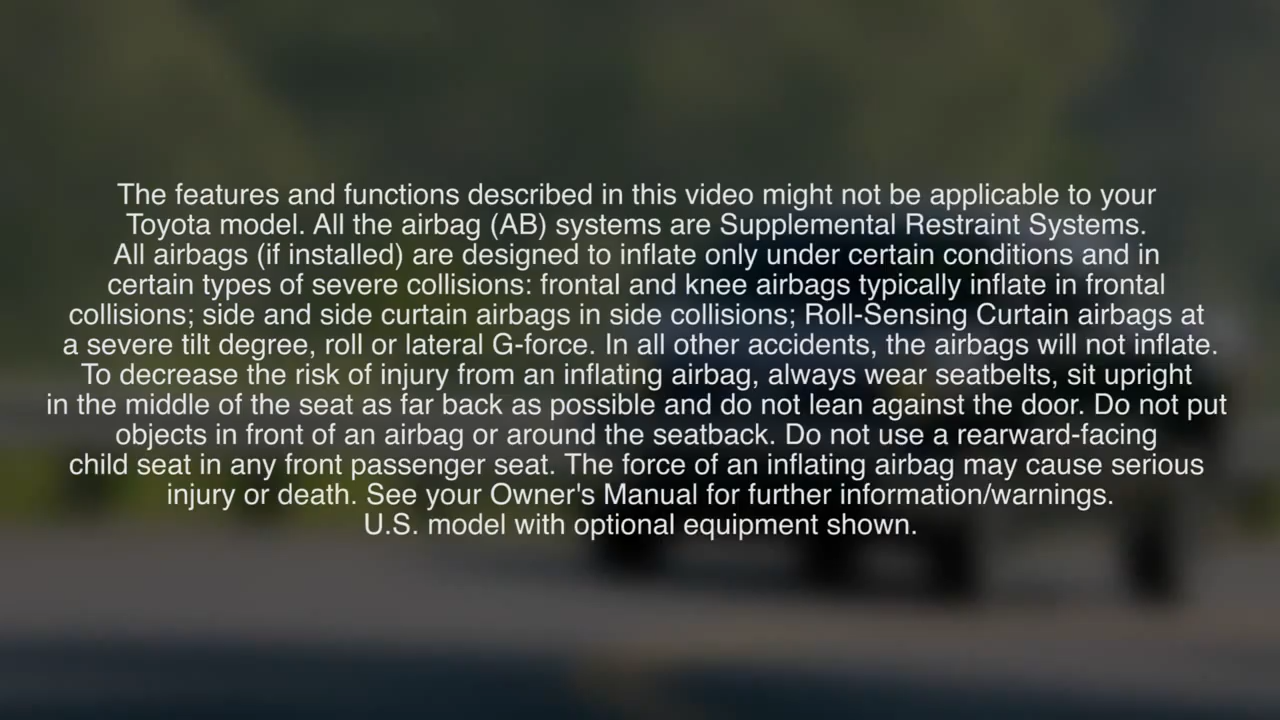 The features and functions described in this video might not be applicable to your
Toyota model. All the airbag (AB) systems are Supplemental Restraint Systems.
All airbags (if installed) are designed to inflate only under certain conditions and in
certain types of severe collisions: frontal and knee airbags typically inflate in frontal
collisions; side and side curtain airbags in side collisions; Roll-Sensing Curtain airbags at
a severe tilt degree, roll or lateral G-force. In all other accidents, the airbags will not inflate.
To decrease the risk of injury from an inflating airbag, always wear seatbelts, sit upright
in the middle of the seat as far back as possible and do not lean against the door. Do not put
objects in front of an airbag or around the seatback. Do not use a rearward-facing
child seat in any front passenger seat. The force of an inflating airbag may cause serious
injury or death. See your Owner's Manual for further information/warnings.
U.S. model with optional equipment shown.